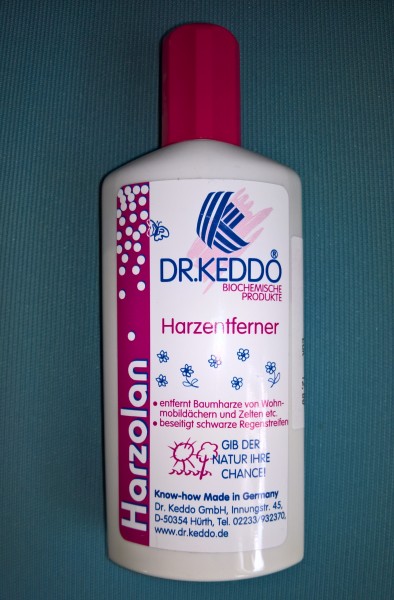 DR.KEDDO®
BIOCHEMISCHE
PRODUKTE
Harzentferner
Harzolan
• entfernt Baumharze von Wohn-
mobildächern und Zelten etc.
• beseitigt schwarze Regenstreifen
GIB DER
NATUR IHRE
CHANCE!
Know-how Made in Germany
Dr. Keddo GmbH, Innungstr. 45,
D-50354 Hürth, Tel. 02233/932370,
www.dr.keddo.de